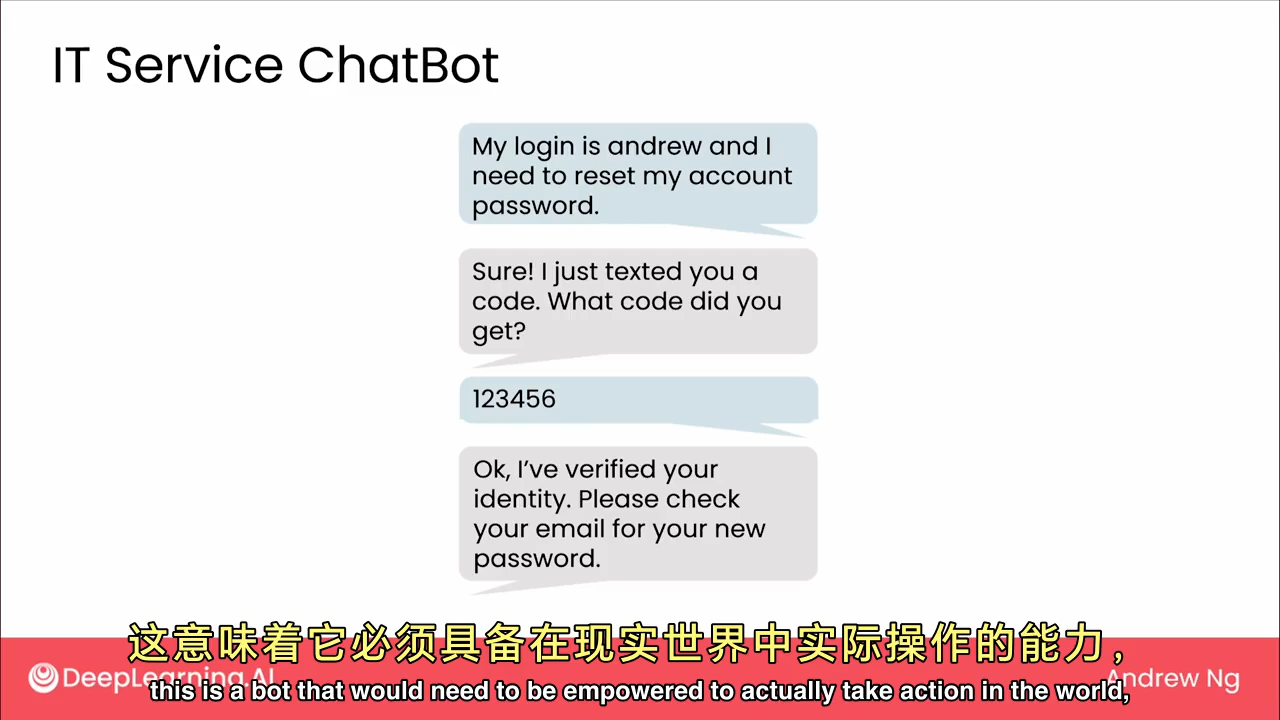 IT Service ChatBot
My login is andrew and I
need to reset my account
password.
Sure! I just texted you a
code. What code did you
get?
123456
Ok, I've verified your
identity. Please check
your email for your new
password.
这意味着它必须具备在现实世界中实际操作的能力，
DeepLearning.AI
Andrew Ng
this is a bot that would need to be empowered to actually take action in the world,